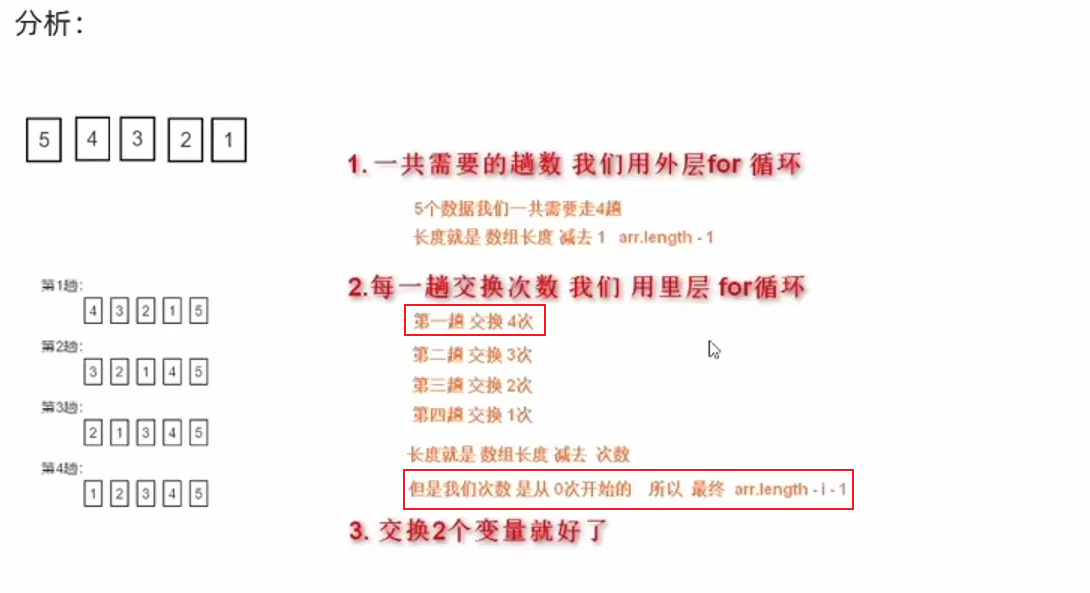 分析：
5 4 3 2 1
1. 一共需要的趟数 我们用外层for 循环
5个数据我们一共需要走4趟
长度就是 数组长度 减去 1 arr.length - 1
2.每一趟交换次数 我们 用里层 for循环
第一趟 交换 4次
第二趟 交换 3次
第三趟 交换 2次
第四趟 交换 1次
长度就是 数组长度 减去 次数
但是我们次数 是从 0次开始的 所以 最终 arr.length - i - 1
3. 交换2个变量就好了
第1趟:
4 3 2 1 5
第2趟:
3 2 1 4 5
第3趟:
2 1 3 4 5
第4趟:
1 2 3 4 5